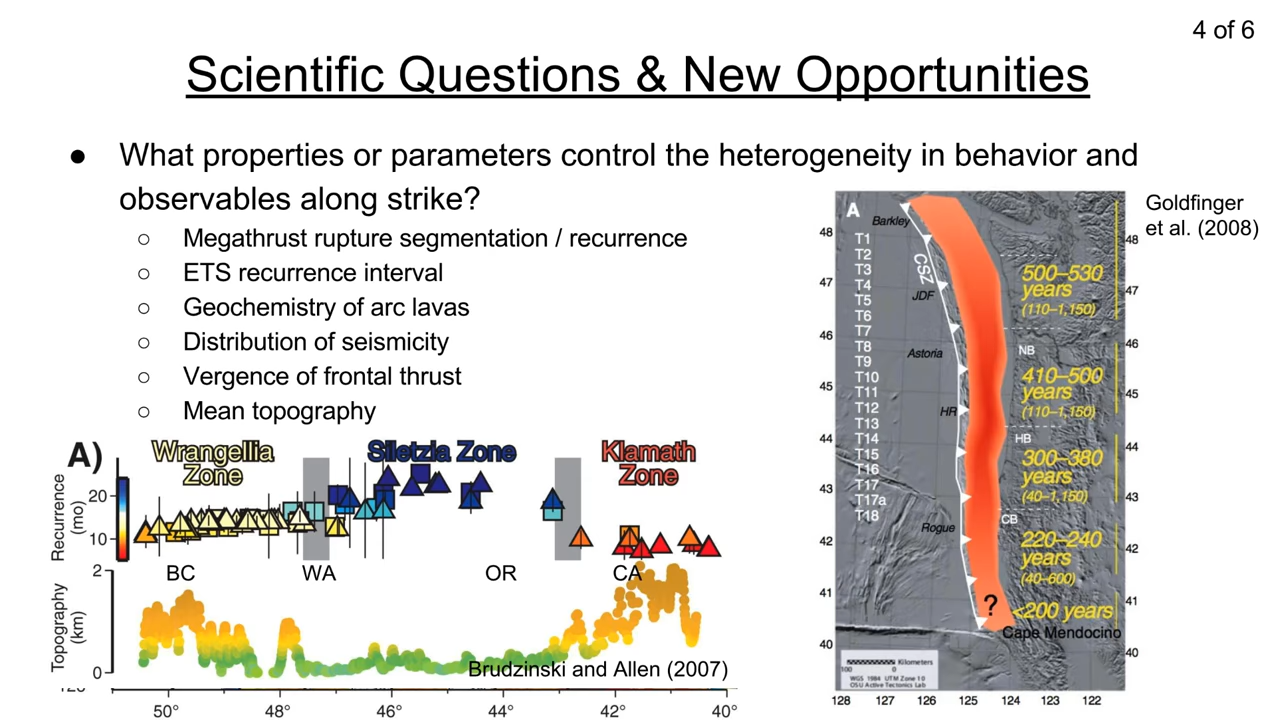 4 of 6
Scientific Questions & New Opportunities
● What properties or parameters control the heterogeneity in behavior and
observables along strike?
○ Megathrust rupture segmentation / recurrence
○ ETS recurrence interval
○ Geochemistry of arc lavas
○ Distribution of seismicity
○ Vergence of frontal thrust
○ Mean topography
A)
Wrangellia
Zone
Siletzia Zone
Klamath
Zone
Recurrence
(mo)
20
10
BC WA OR CA
Topography
(km)
2
1
0
Brudzinski and Allen (2007)
50° 48° 46° 44° 42° 40°
Goldfinger
et al. (2008)
A
Barkley
CSZ
JDF
Astoria
HR
Rogue
T1
T2
T3
T4
T5
T6
T7
T8
T9
T10
T11
T12
T13
T14
T15
T16
T17
T17a
T18
500–530
years
(110–1,150)
NB
410–500
years
(110–1,150)
HB
300–380
years
(40–1,150)
CB
220–240
years
(40–600)
?
<200 years
Cape Mendocino
48
47
46
45
44
43
42
41
40
48
47
46
45
44
43
42
41
40
Kilometers
100 0
WGS 1984 UTM Zone 10
OSU Active Tectonics Lab
128 127 126 125 124 123 122